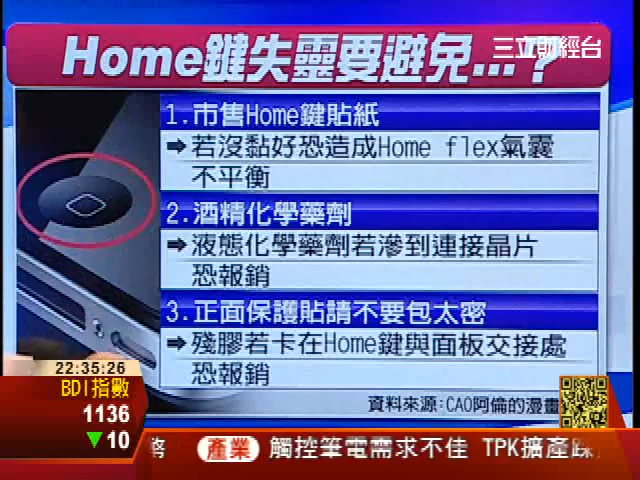 Home鍵失靈要避免...?
三立財經台
1.市售Home鍵貼紙
➡若沒黏好恐造成Home flex氣囊
不平衡
2.酒精化學藥劑
➡液態化學藥劑若滲到連接晶片
恐報銷
3.正面保護貼請不要包太密
➡殘膠若卡在Home鍵與面板交接處
恐報銷
資料來源:CAO阿倫的漫畫
22:35:26
BDI指數
1136
▼10
產業 觸控筆電需求不佳 TPK擴產踩